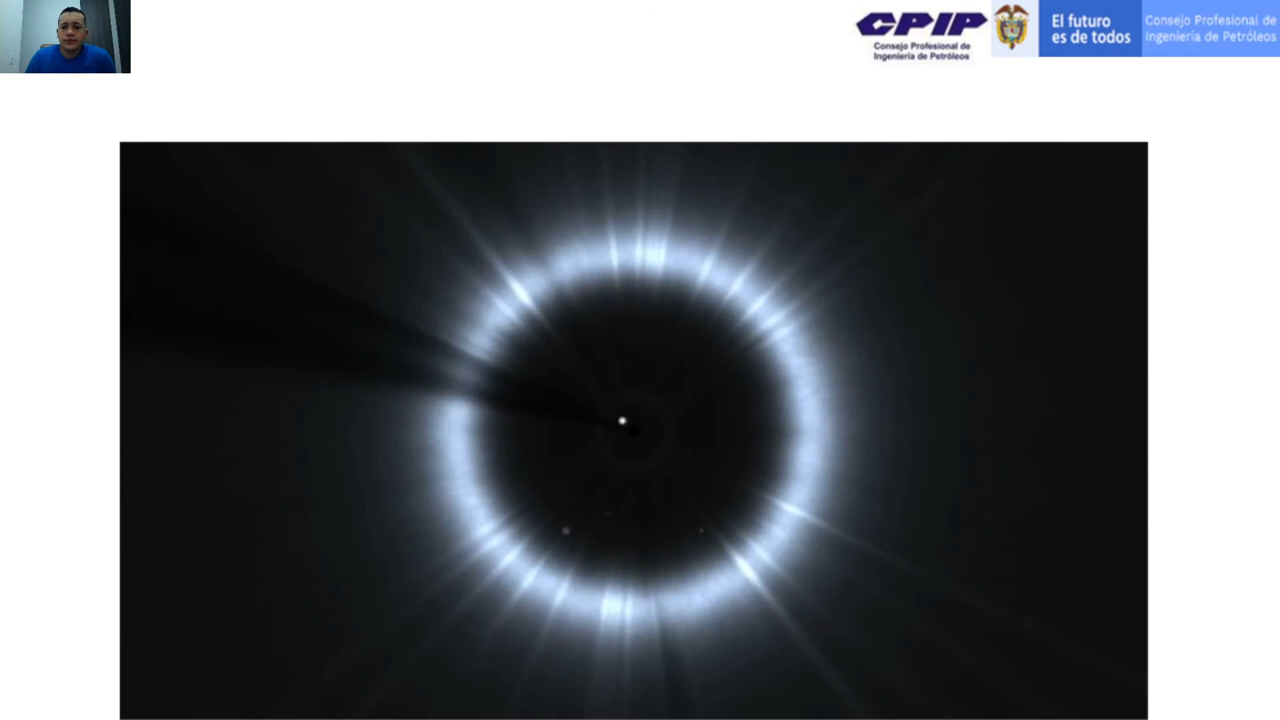 CPIP
Consejo Profesional de
Ingeniería de Petróleos
El futuro
es de todos
Consejo Profesional de
Ingeniería de Petróleos